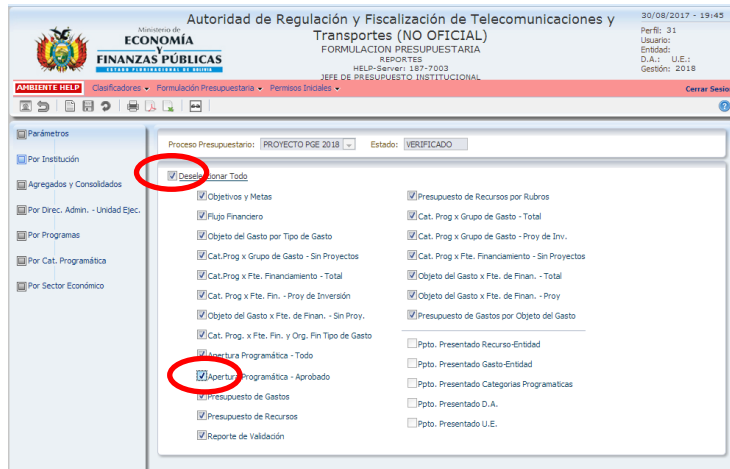 Ministerio de
ECONOMÍA
Y
FINANZAS PÚBLICAS
ESTADO PLURINACIONAL DE BOLIVIA
Autoridad de Regulación y Fiscalización de Telecomunicaciones y
Transportes (NO OFICIAL)
FORMULACION PRESUPUESTARIA
REPORTES
HELP-Server: 187-7003
JEFE DE PRESUPUESTO INSTITUCIONAL
30/08/2017 - 19:45
Perfil: 31
Usuario:
Entidad:
D.A.: U.E.:
Gestión: 2018
AMBIENTE HELP Clasificadores Formulación Presupuestaria Permisos Iniciales Cerrar Sesio
Parámetros
Por Institución
Agregados y Consolidados
Por Direc. Admin. - Unidad Ejec.
Por Programas
Por Cat. Programática
Por Sector Económico
Proceso Presupuestario: PROYECTO PGE 2018 Estado: VERIFICADO
Deseleccionar Todo
Objetivos y Metas
Flujo Financiero
Objeto del Gasto por Tipo de Gasto
Cat.Prog x Grupo de Gasto - Sin Proyectos
Cat.Prog x Fte. Financiamiento - Total
Cat. Prog x Fte. Fin. - Proy de Inversión
Objeto del Gasto x Fte. de Finan. - Sin Proy.
Cat. Prog. x Fte. Fin. y Org. Fin Tipo de Gasto
Apertura Programática - Todo
Apertura Programática - Aprobado
Presupuesto de Gastos
Presupuesto de Recursos
Reporte de Validación
Presupuesto de Recursos por Rubros
Cat. Prog x Grupo de Gasto - Total
Cat. Prog x Grupo de Gasto - Proy de Inv.
Cat. Prog x Fte. Financiamiento - Sin Proyectos
Objeto del Gasto x Fte. de Finan. - Total
Objeto del Gasto x Fte. de Finan. - Proy
Presupuesto de Gastos por Objeto del Gasto
Ppto. Presentado Recurso-Entidad
Ppto. Presentado Gasto-Entidad
Ppto. Presentado Categorias Programaticas
Ppto. Presentado D.A.
Ppto. Presentado U.E.